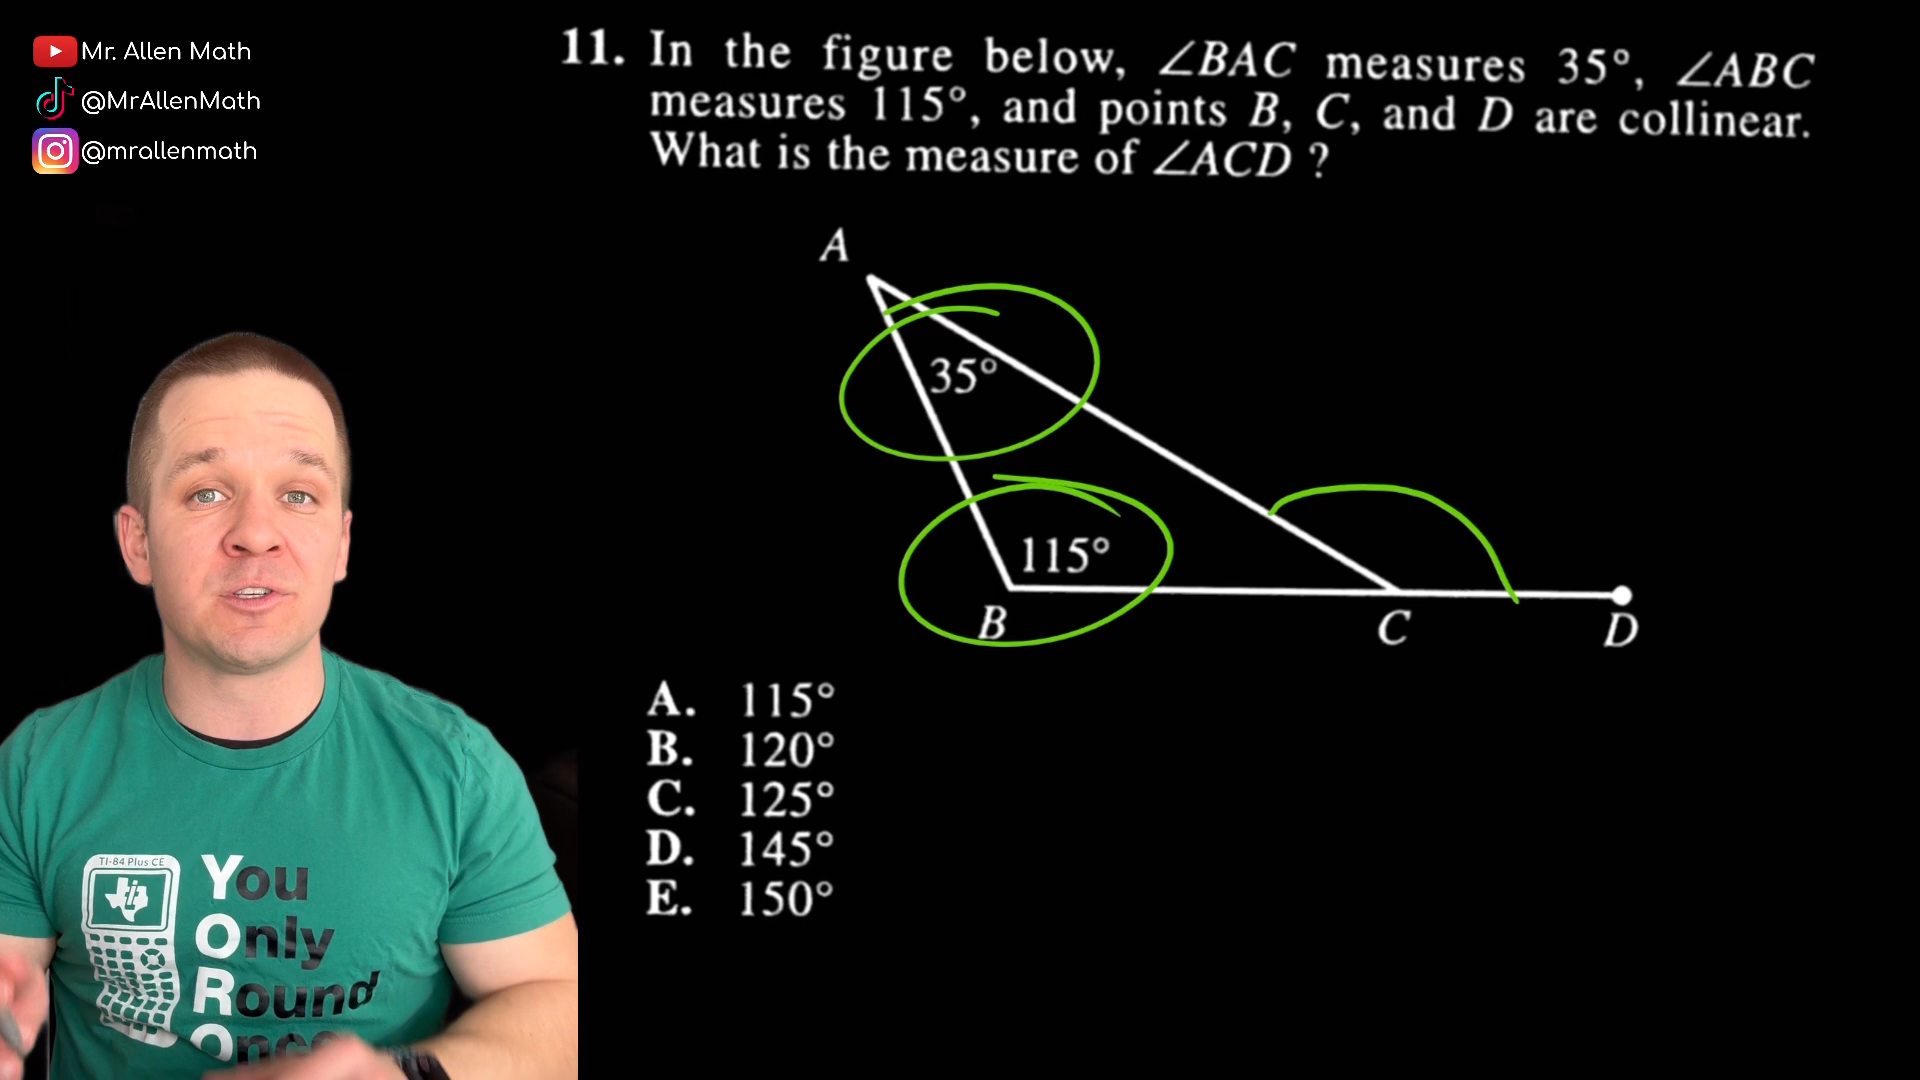 Mr. Allen Math
@MrAllenMath
@mrallenmath
11. In the figure below, ∠BAC measures 35°, ∠ABC
measures 115°, and points B, C, and D are collinear.
What is the measure of ∠ACD ?
A
35°
115°
B
C
D
A. 115°
B. 120°
C. 125°
D. 145°
E. 150°
TI-84 Plus CE
You
Only
Round
Once